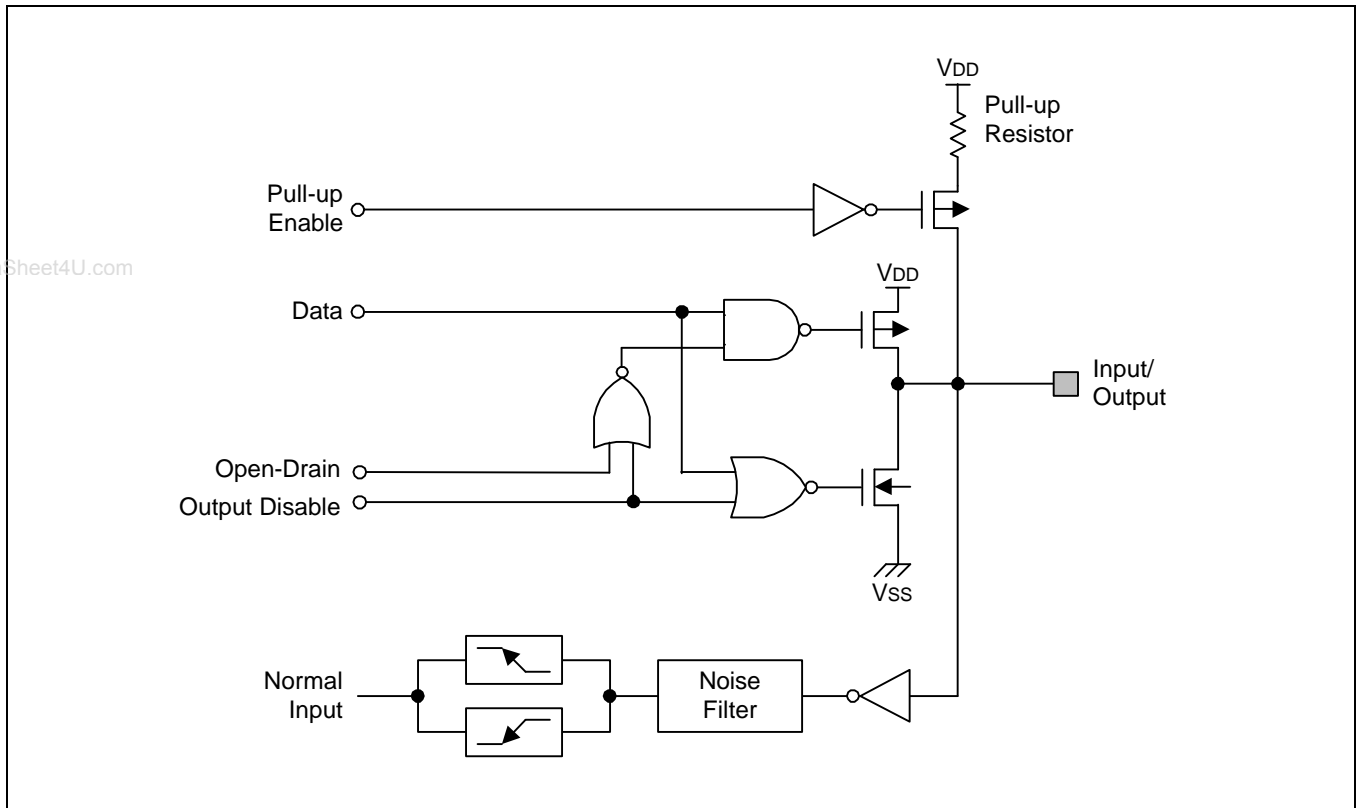 VDD
Pull-up
Resistor
Pull-up
Enable
Sheet4U.com
VDD
Data
Input/
Output
Open-Drain
Output Disable
VSS
Normal
Input
Noise
Filter